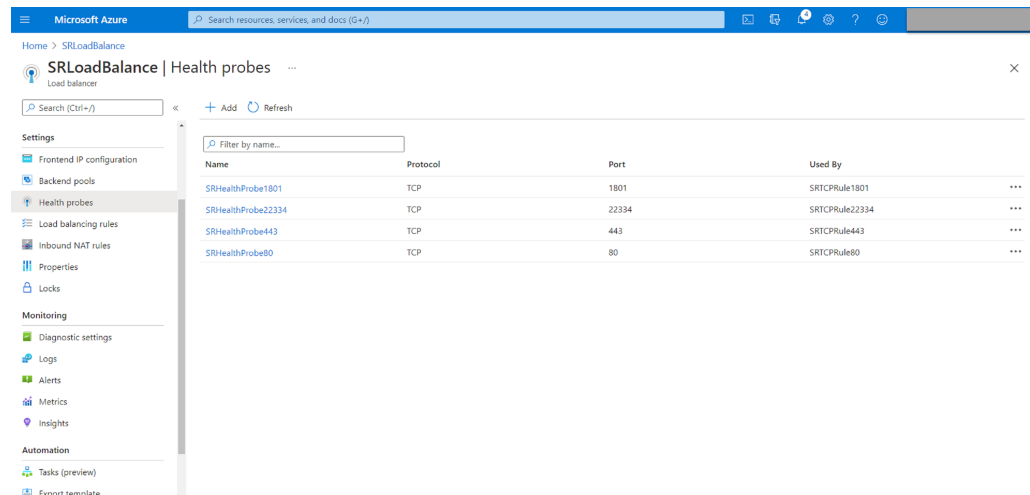 Microsoft Azure
Search resources, services, and docs (G+/)
4
Home > SRLoadBalance
SRLoadBalance | Health probes ...
Load balancer
Search (Ctrl+/)
«
Add
Refresh
Settings
Frontend IP configuration
Backend pools
Health probes
Load balancing rules
Inbound NAT rules
Properties
Locks
Monitoring
Diagnostic settings
Logs
Alerts
Metrics
Insights
Automation
Tasks (preview)
Export template
Filter by name...
Name Protocol Port Used By
SRHealthProbe1801 TCP 1801 SRTCPRule1801
SRHealthProbe22334 TCP 22334 SRTCPRule22334
SRHealthProbe443 TCP 443 SRTCPRule443
SRHealthProbe80 TCP 80 SRTCPRule80